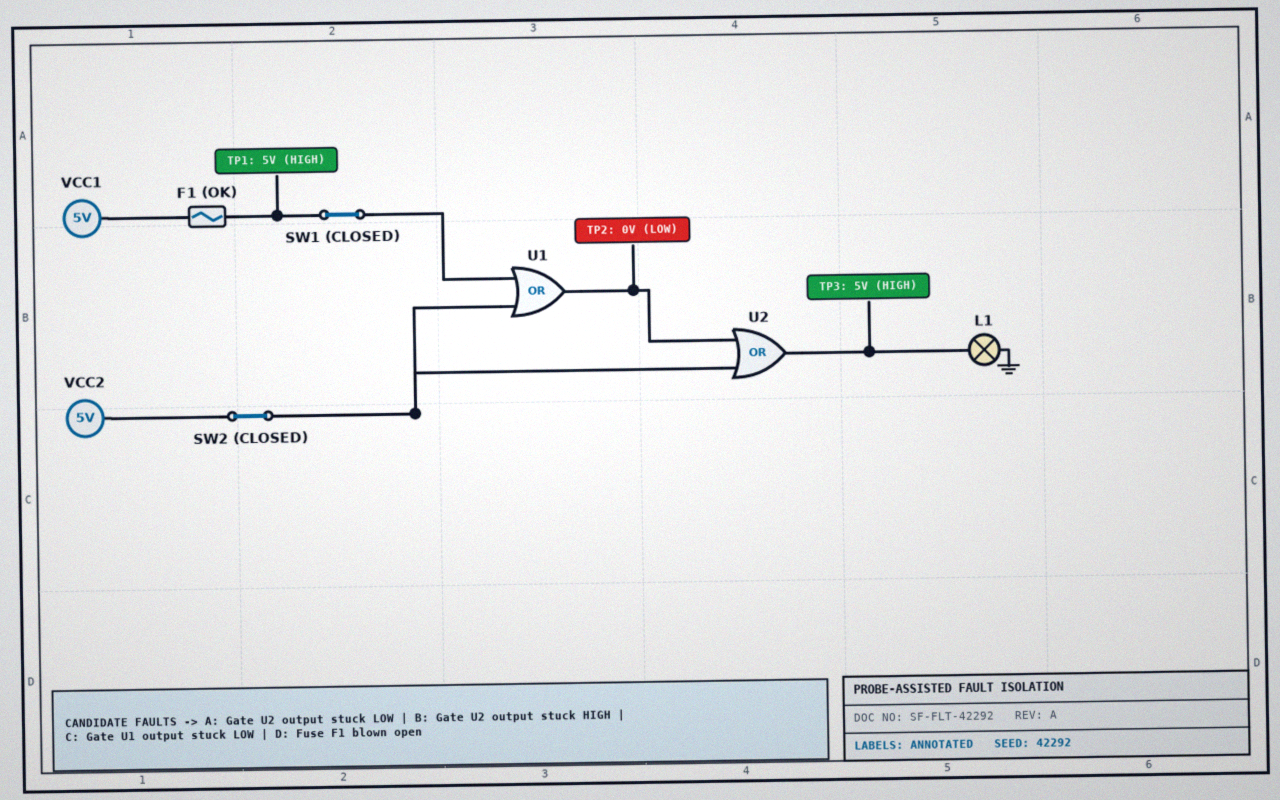 1 2 3 4 5 6
A A
TP1: 5V (HIGH)
VCC1
F1 (OK)
5V
SW1 (CLOSED)
TP2: 0V (LOW)
U1
OR
TP3: 5V (HIGH)
B B
U2
OR
L1
VCC2
5V
SW2 (CLOSED)
C C
D D
CANDIDATE FAULTS -> A: Gate U2 output stuck LOW | B: Gate U2 output stuck HIGH |
C: Gate U1 output stuck LOW | D: Fuse F1 blown open
PROBE-ASSISTED FAULT ISOLATION
DOC NO: SF-FLT-42292 REV: A
LABELS: ANNOTATED SEED: 42292
1 2 3 4 5 6